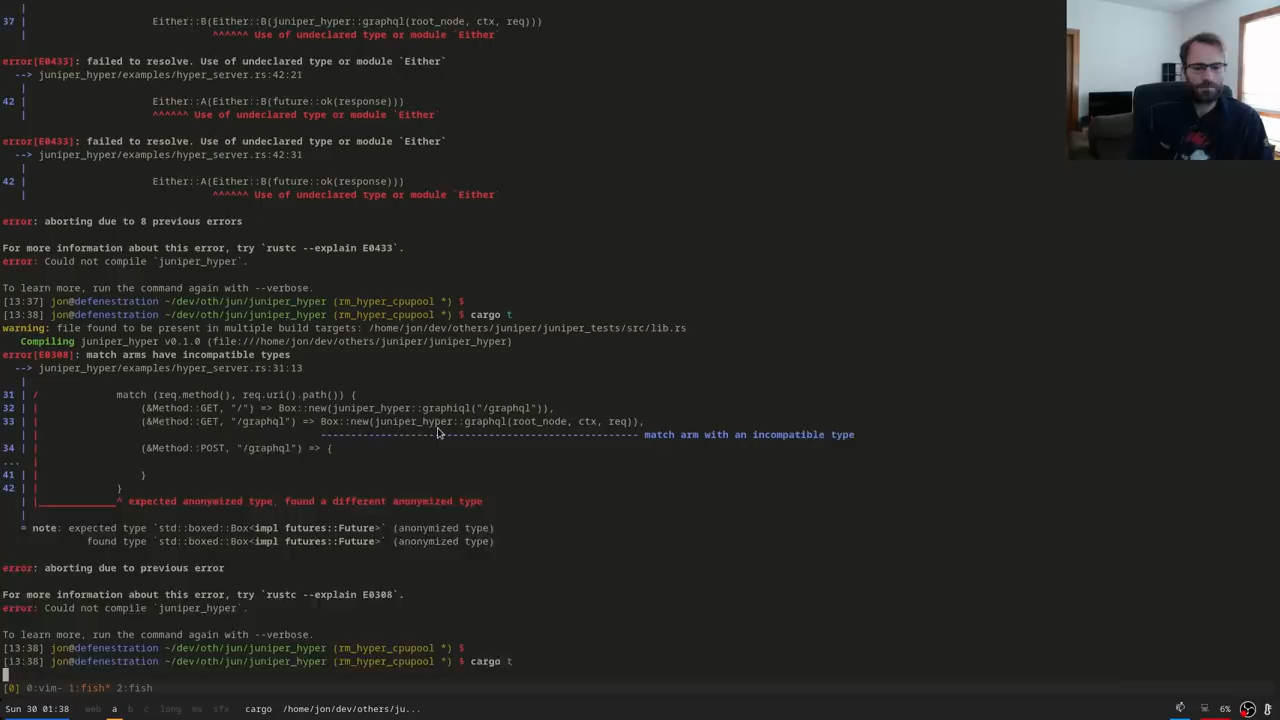 |
37 |                     Either::B(Either::B(juniper_hyper::graphql(root_node, ctx, req)))
|                               ^^^^^^ Use of undeclared type or module `Either`
error[E0433]: failed to resolve. Use of undeclared type or module `Either`
--> juniper_hyper/examples/hyper_server.rs:42:21
|
42 |                     Either::A(Either::B(future::ok(response)))
|                     ^^^^^^ Use of undeclared type or module `Either`
error[E0433]: failed to resolve. Use of undeclared type or module `Either`
--> juniper_hyper/examples/hyper_server.rs:42:31
|
42 |                     Either::A(Either::B(future::ok(response)))
|                               ^^^^^^ Use of undeclared type or module `Either`
error: aborting due to 8 previous errors
For more information about this error, try `rustc --explain E0433`.
error: Could not compile `juniper_hyper`.
To learn more, run the command again with --verbose.
[13:37] jon@defenestration ~/dev/oth/jun/juniper_hyper (rm_hyper_cpupool *) $
[13:38] jon@defenestration ~/dev/oth/jun/juniper_hyper (rm_hyper_cpupool *) $ cargo t
warning: file found to be present in multiple build targets: /home/jon/dev/others/juniper/juniper_tests/src/lib.rs
Compiling juniper_hyper v0.1.0 (file:///home/jon/dev/others/juniper/juniper_hyper)
error[E0308]: match arms have incompatible types
--> juniper_hyper/examples/hyper_server.rs:31:13
|
31 | /             match (req.method(), req.uri().path()) {
32 | |                 (&Method::GET, "/") => Box::new(juniper_hyper::graphiql("/graphql")),
33 | |                 (&Method::GET, "/graphql") => Box::new(juniper_hyper::graphql(root_node, ctx, req)),
| |                                               ------------------------------------------------ match arm with an incompatible type
34 | |                 (&Method::POST, "/graphql") => {
... |
41 | |                 }
42 | |             }
| |_____________^ expected anonymized type, found a different anonymized type
|
= note: expected type `std::boxed::Box<impl futures::Future>` (anonymized type)
found type `std::boxed::Box<impl futures::Future>` (anonymized type)
error: aborting due to previous error
For more information about this error, try `rustc --explain E0308`.
error: Could not compile `juniper_hyper`.
To learn more, run the command again with --verbose.
[13:38] jon@defenestration ~/dev/oth/jun/juniper_hyper (rm_hyper_cpupool *) $
[13:38] jon@defenestration ~/dev/oth/jun/juniper_hyper (rm_hyper_cpupool *) $ cargo t
[0] 0:vim- 1:fish* 2:fish
Sun 30 01:38 web a b c long ms sfx cargo /home/jon/dev/others/ju... 6%